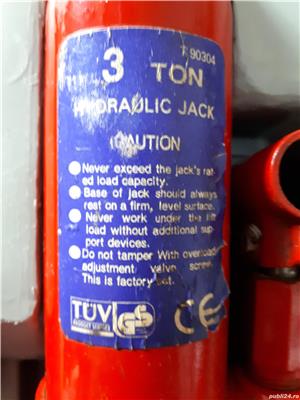 T 90304
3 TON
HYDRAULIC JACK
CAUTION
Never exceed the jack's rat-
ed load capacity.
Base of jack should always
rest on a firm, level surface.
Never work under the lift
load without additional sup-
port devices.
Do not tamper With overload
adjustment valve screw.
This is factory set.
TÜV
PRODUCT SERVICE
GS
CE
publi24.ro